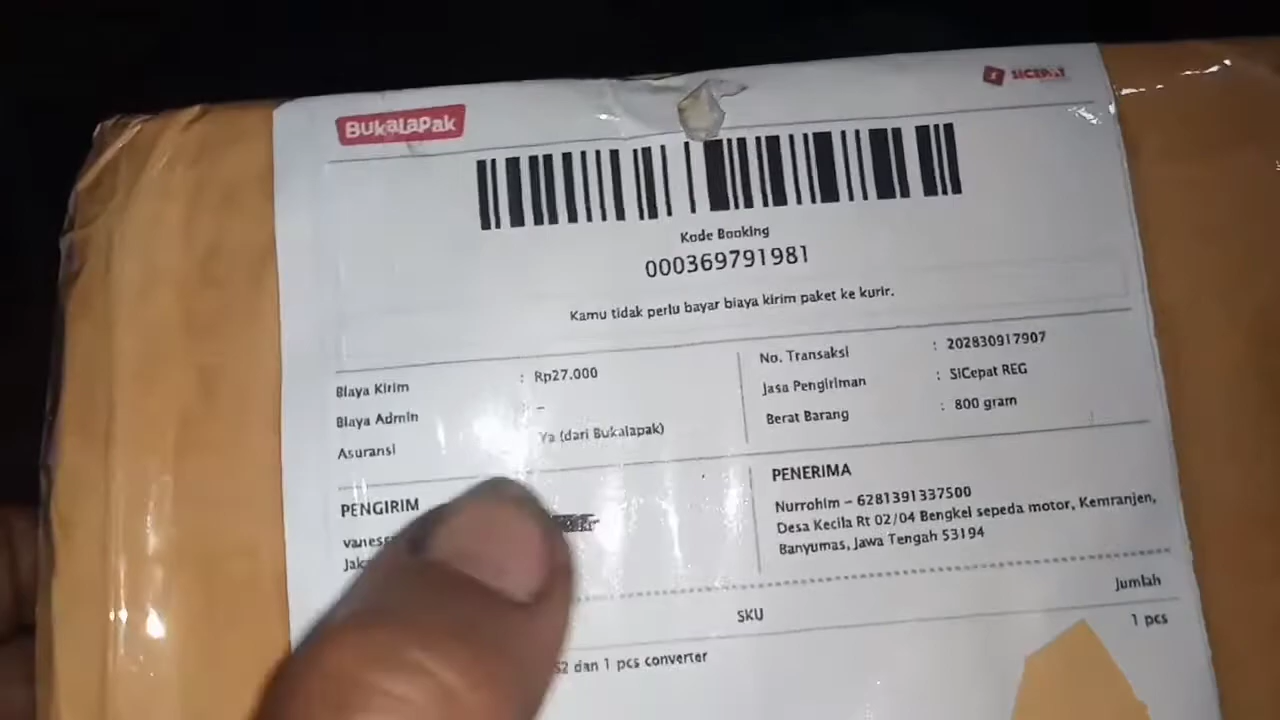 BukaLapak
SICEPAT
Kode Booking
000369791981
Kamu tidak perlu bayar biaya kirim paket ke kurir.
Biaya Kirim : Rp27.000
Biaya Admin : -
Asuransi Ya (dari Bukalapak)
No. Transaksi : 202830917907
Jasa Pengiriman : SiCepat REG
Berat Barang : 800 gram
PENGIRIM
PENERIMA
Nurrohim - 6281391337500
Desa Kecila Rt 02/04 Bengkel sepeda motor, Kemranjen,
Banyumas, Jawa Tengah 53194
SKU Jumlah
dan 1 pcs converter 1 pcs